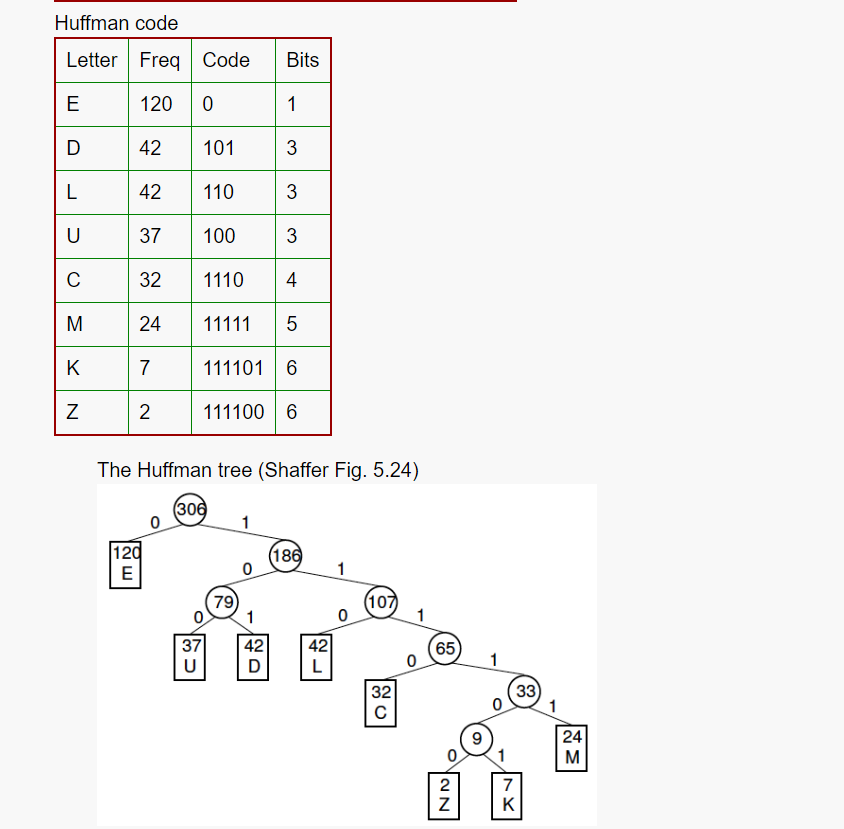 Huffman code
Letter Freq Code Bits
E 120 0 1
D 42 101 3
L 42 110 3
U 37 100 3
C 32 1110 4
M 24 11111 5
K 7 111101 6
Z 2 111100 6
The Huffman tree (Shaffer Fig. 5.24)
306
0 1
120 186
E
0 1
79 107
0 1 0 1
37 42 42 65
U D L
0 1
32 33
C
0 1
9 24
M
0 1
2 7
Z K